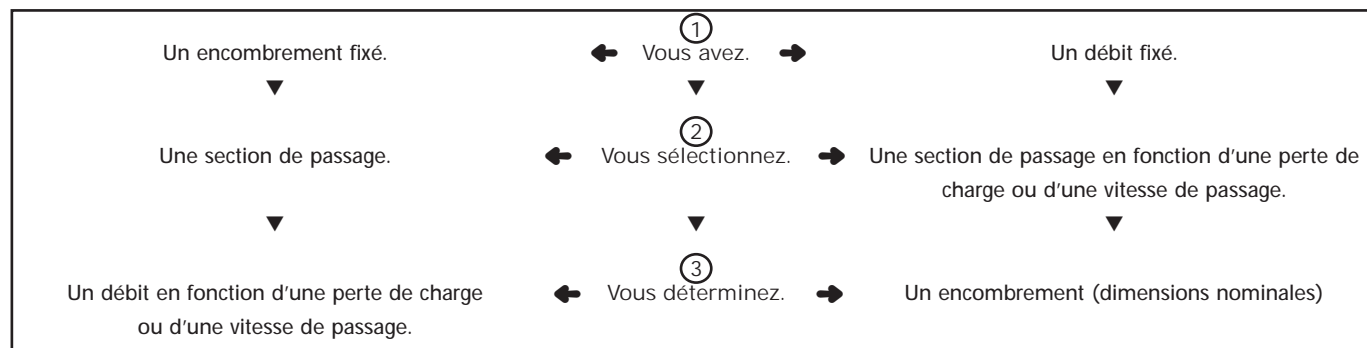 ①
Un encombrement fixé. Vous avez. Un débit fixé.
②
Une section de passage. Vous sélectionnez. Une section de passage en fonction d'une perte de
charge ou d'une vitesse de passage.
③
Un débit en fonction d'une perte de charge Vous déterminez. Un encombrement (dimensions nominales)
ou d'une vitesse de passage.